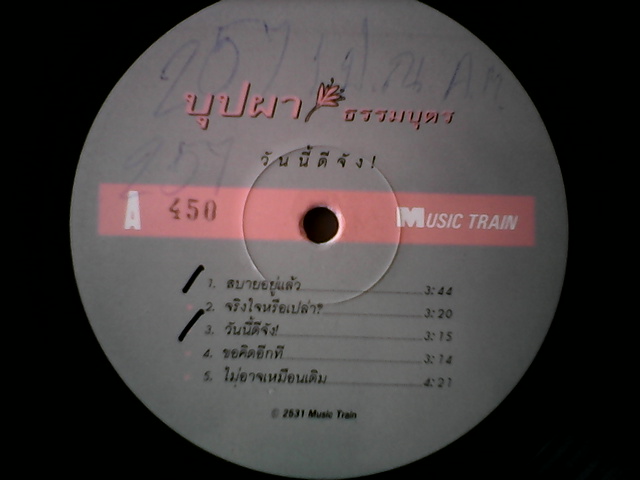 257 ป.ณ. A.M
บุปผา ธรรมบุตร
257
วันนี้ดีจัง!
A 450 MUSIC TRAIN
1. สบายอยู่แล้ว 3:44
2. จริงใจหรือเปล่า? 3:20
3. วันนี้ดีจัง! 3:15
4. ขอคิดอีกที 3:14
5. ไม่อาจเหมือนเดิม 4:21
© 2531 Music Train